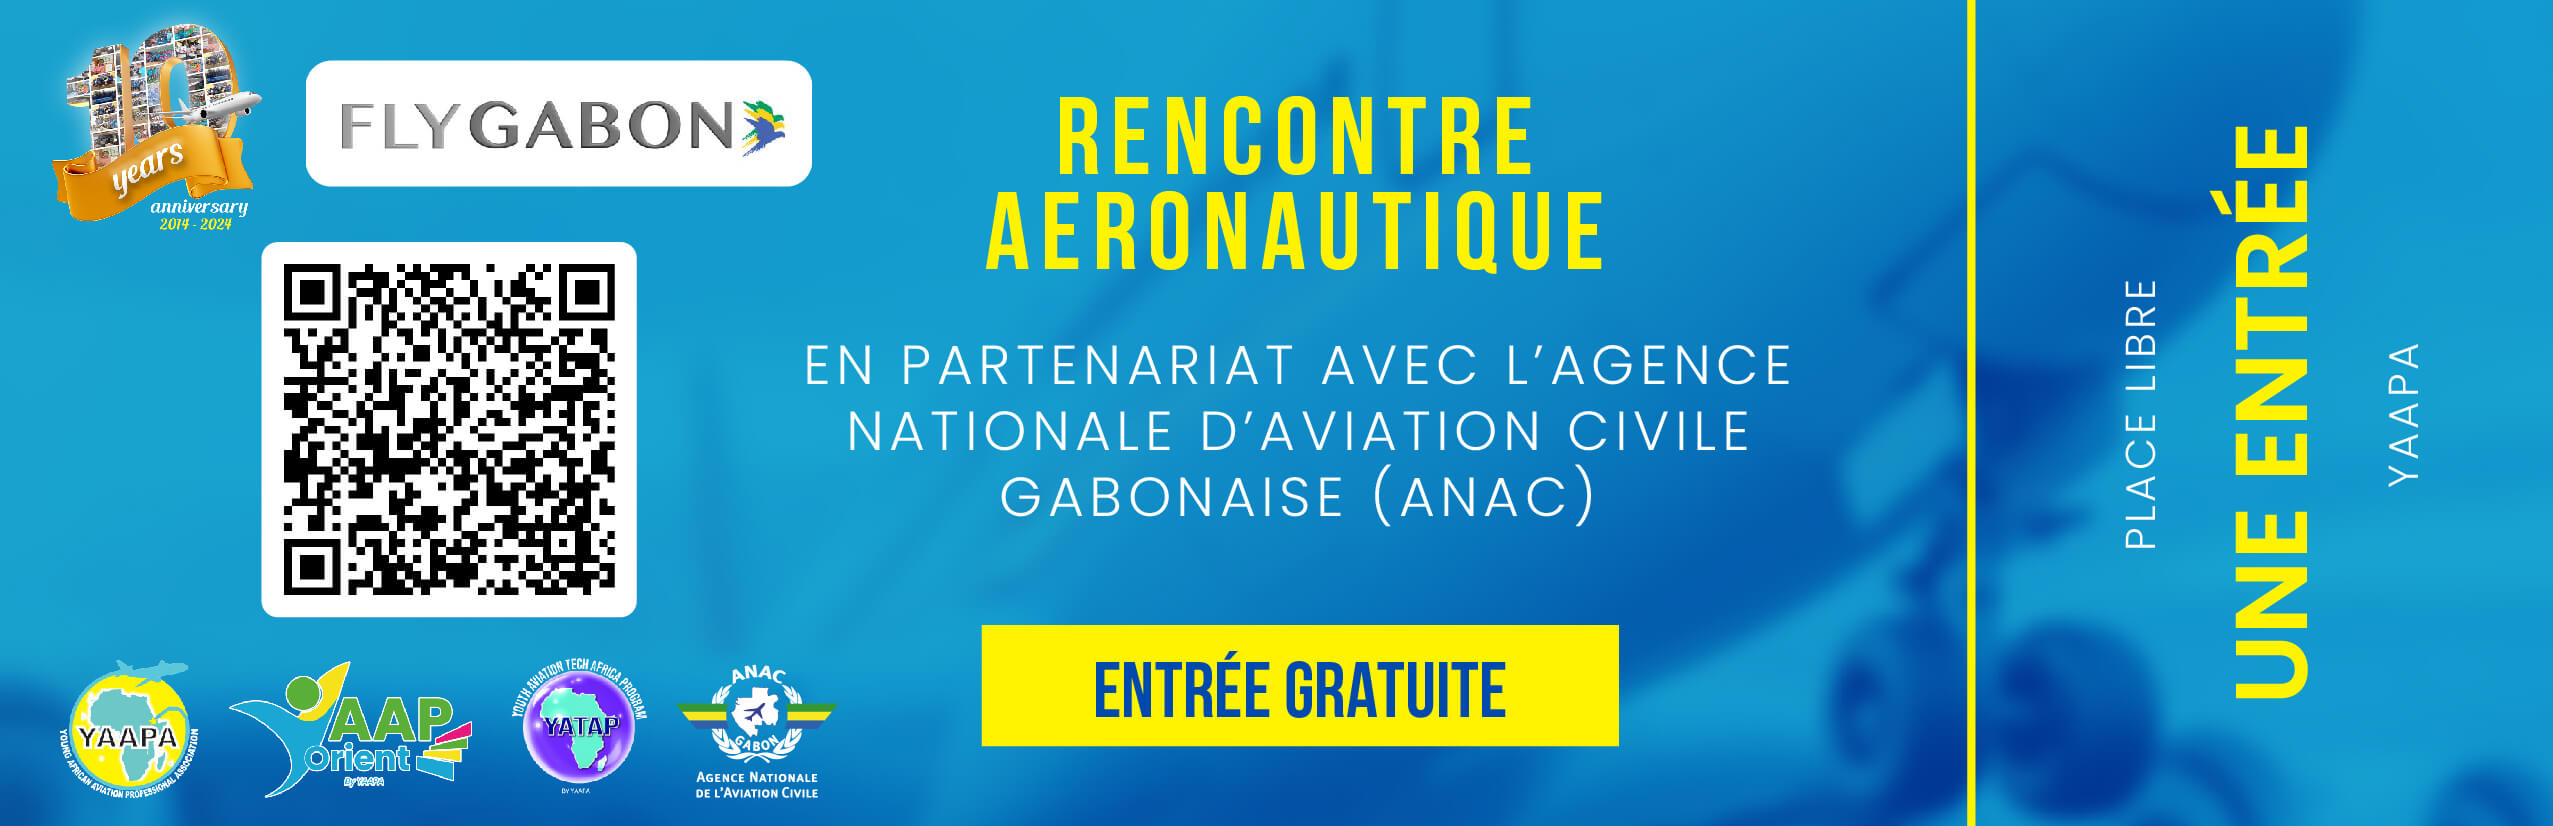 years
anniversary
2014 - 2024
FLYGABON
RENCONTRE
AERONAUTIQUE
EN PARTENARIAT AVEC L’AGENCE
NATIONALE D’AVIATION CIVILE
GABONAISE (ANAC)
ENTRÉE GRATUITE
YAAPA
YOUNG AFRICAN AVIATION PROFESSIONAL ASSOCIATION
YAAP
Orient
By YAAPA
YOUTH AVIATION TECH AFRICA PROGRAM
YATAP
BY YAAPA
ANAC
GABON
AGENCE NATIONALE
DE L’AVIATION CIVILE
PLACE LIBRE
UNE ENTRÉE
YAAPA